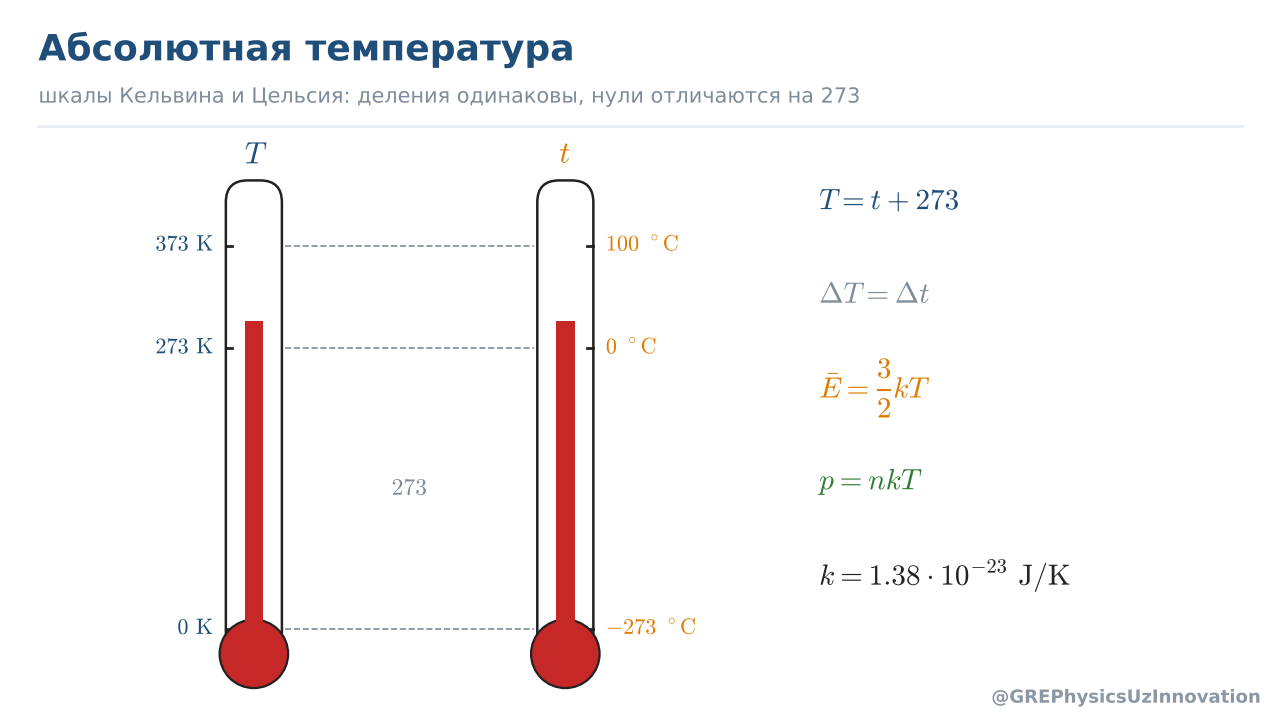 Абсолютная температура
шкалы Кельвина и Цельсия: деления одинаковы, нули отличаются на 273
T
t
373 K
100 °C
273 K
0 °C
273
0 K
−273 °C
T = t + 273
ΔT = Δt
Ē = 3/2 kT
p = nkT
k = 1.38 · 10⁻²³ J/K
@GREPhysicsUzInnovation